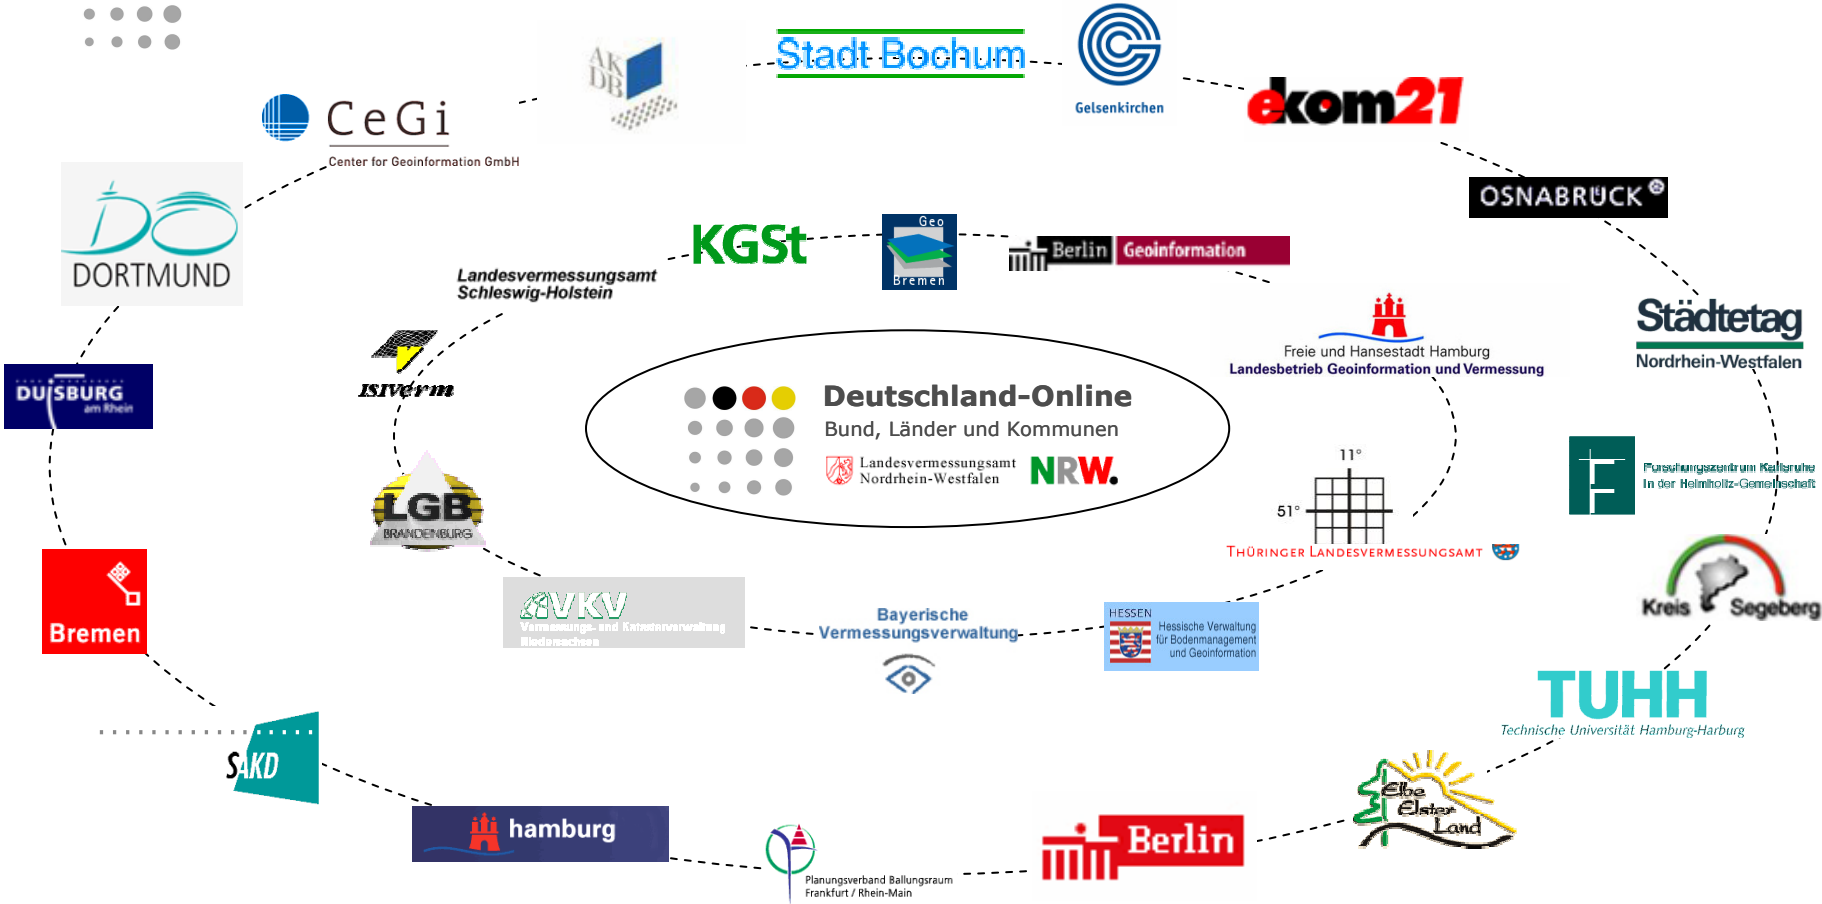 AK
DB
Stadt Bochum
Gelsenkirchen
ekom21
CeGi
Center for Geoinformation GmbH
DORTMUND
OSNABRÜCK
KGSt
Geo
Bremen
Berlin Geoinformation
Landesvermessungsamt
Schleswig-Holstein
Freie und Hansestadt Hamburg
Landesbetrieb Geoinformation und Vermessung
Städtetag
Nordrhein-Westfalen
DUISBURG
am Rhein
ISIVerm
Deutschland-Online
Bund, Länder und Kommunen
Landesvermessungsamt
Nordrhein-Westfalen
NRW.
LGB
BRANDENBURG
11°
51°
THÜRINGER LANDESVERMESSUNGSAMT
Forschungszentrum Karlsruhe
in der Helmholtz-Gemeinschaft
Bremen
VKV
Vermessungs- und Katasterverwaltung
Niedersachsen
Bayerische
Vermessungsverwaltung
HESSEN
Hessische Verwaltung
für Bodenmanagement
und Geoinformation
Kreis Segeberg
TUHH
Technische Universität Hamburg-Harburg
SAKD
hamburg
Planungsverband Ballungsraum
Frankfurt / Rhein-Main
Berlin
Elbe
Elster
Land